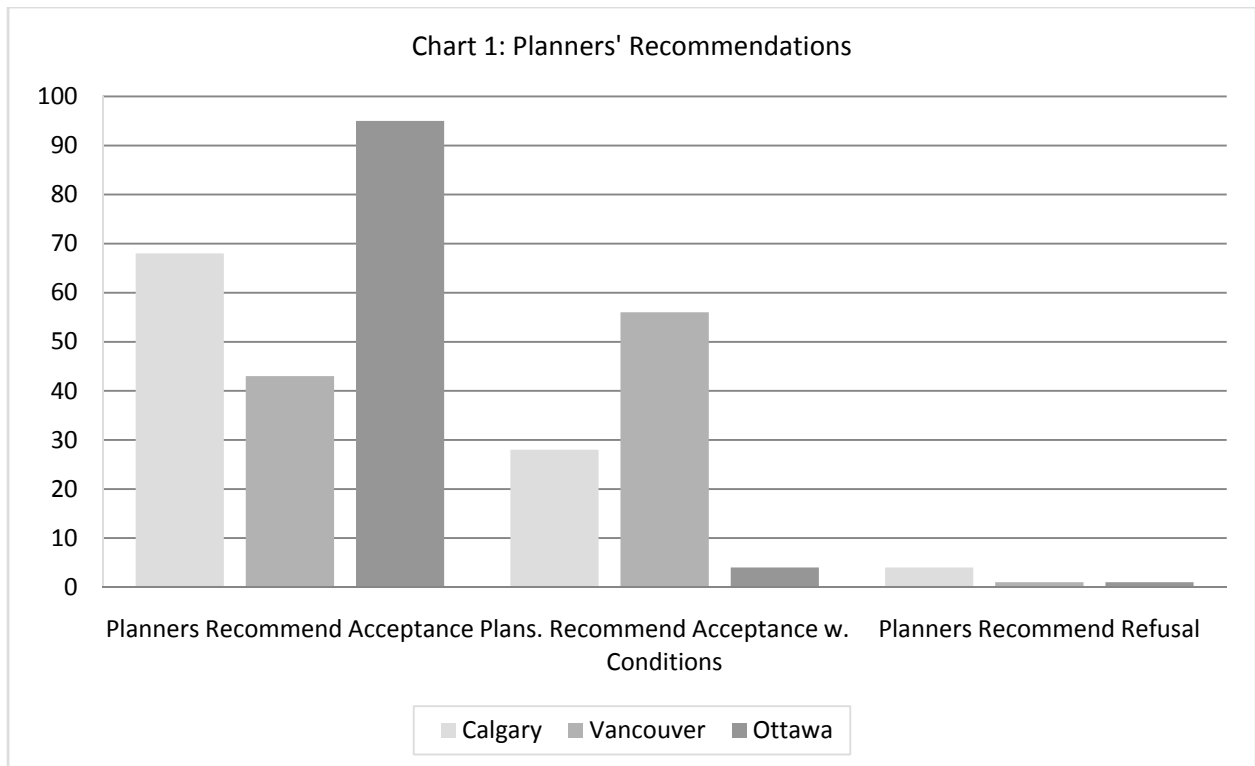 Chart 1: Planners' Recommendations
100
90
80
70
60
50
40
30
20
10
0
Planners Recommend Acceptance Plans. Recommend Acceptance w. Planners Recommend Refusal
Conditions
Calgary Vancouver Ottawa